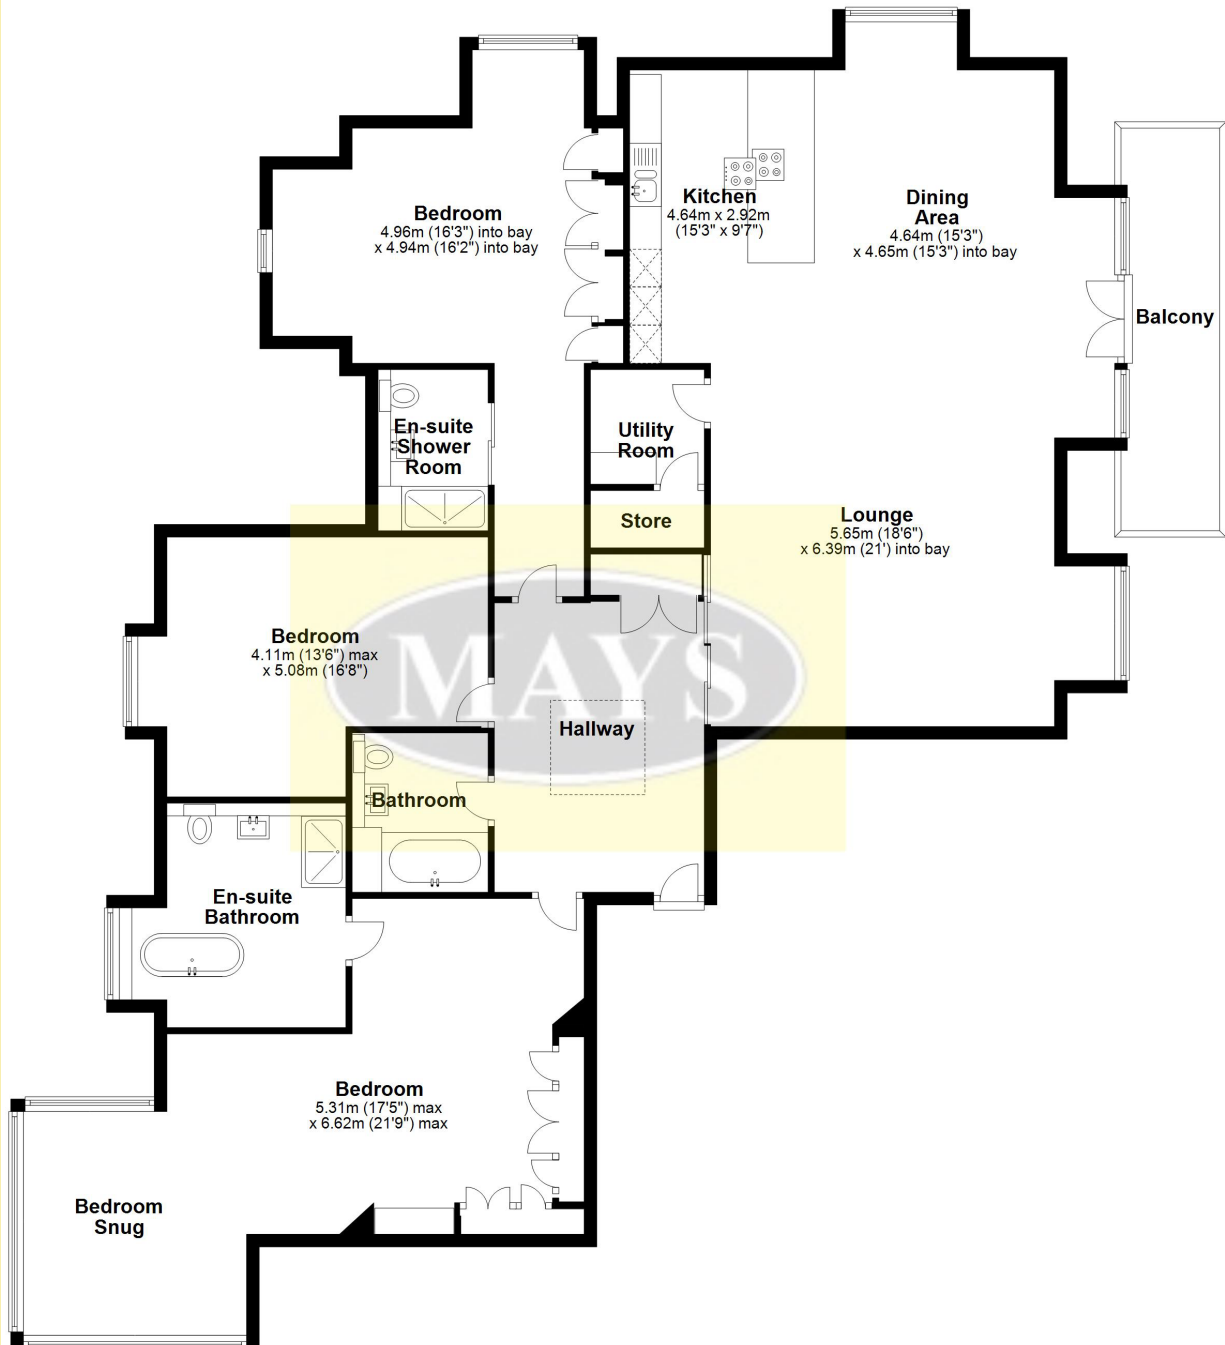 Bedroom
4.96m (16'3") into bay
x 4.94m (16'2") into bay
Kitchen
4.64m x 2.92m
(15'3" x 9'7")
Dining
Area
4.64m (15'3")
x 4.65m (15'3") into bay
Balcony
En-suite
Shower
Room
Utility
Room
Store
Lounge
5.65m (18'6")
x 6.39m (21') into bay
Bedroom
4.11m (13'6") max
x 5.08m (16'8")
MAYS
Hallway
Bathroom
En-suite
Bathroom
Bedroom
5.31m (17'5") max
x 6.62m (21'9") max
Bedroom
Snug